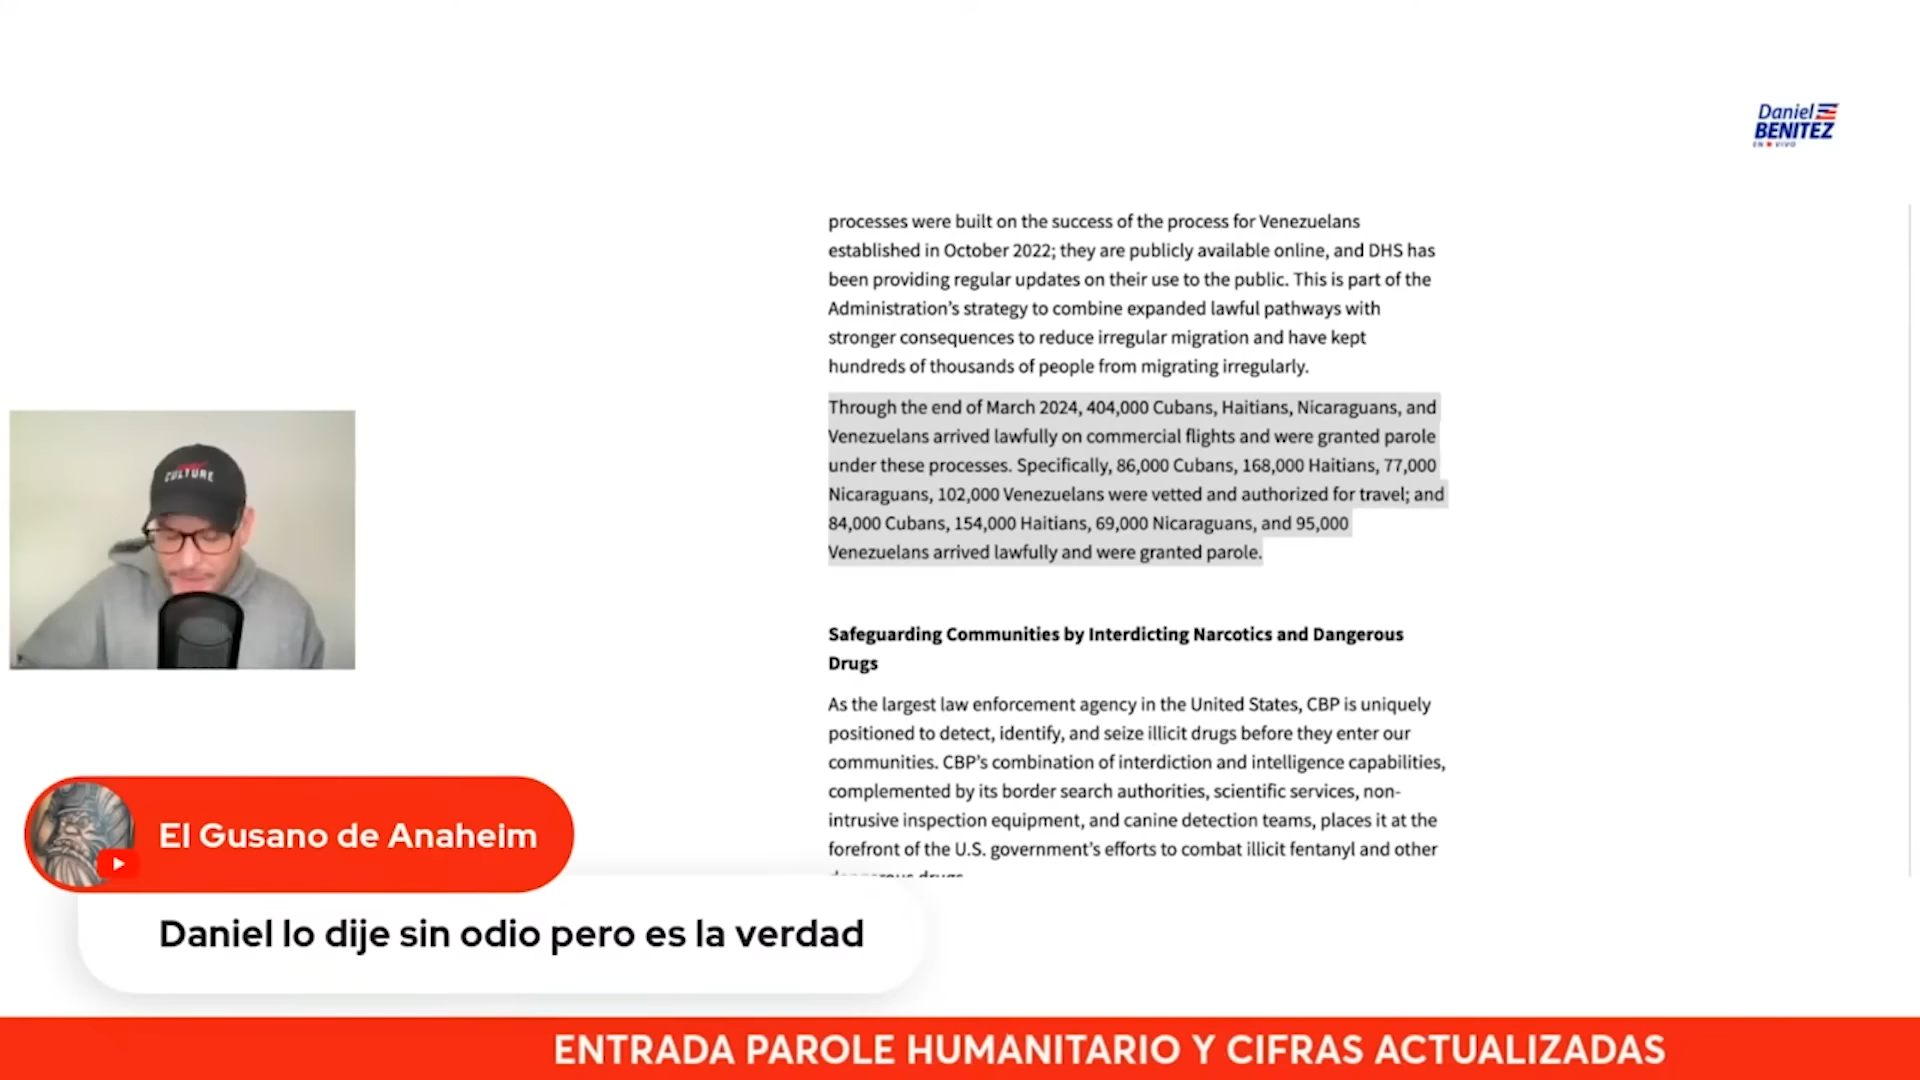 Daniel
BENITEZ
EN VIVO
processes were built on the success of the process for Venezuelans
established in October 2022; they are publicly available online, and DHS has
been providing regular updates on their use to the public. This is part of the
Administration’s strategy to combine expanded lawful pathways with
stronger consequences to reduce irregular migration and have kept
hundreds of thousands of people from migrating irregularly.
Through the end of March 2024, 404,000 Cubans, Haitians, Nicaraguans, and
Venezuelans arrived lawfully on commercial flights and were granted parole
under these processes. Specifically, 86,000 Cubans, 168,000 Haitians, 77,000
Nicaraguans, 102,000 Venezuelans were vetted and authorized for travel; and
84,000 Cubans, 154,000 Haitians, 69,000 Nicaraguans, and 95,000
Venezuelans arrived lawfully and were granted parole.
Safeguarding Communities by Interdicting Narcotics and Dangerous
Drugs
As the largest law enforcement agency in the United States, CBP is uniquely
positioned to detect, identify, and seize illicit drugs before they enter our
communities. CBP’s combination of interdiction and intelligence capabilities,
complemented by its border search authorities, scientific services, non-
intrusive inspection equipment, and canine detection teams, places it at the
forefront of the U.S. government’s efforts to combat illicit fentanyl and other
CULTURE
El Gusano de Anaheim
Daniel lo dije sin odio pero es la verdad
ENTRADA PAROLE HUMANITARIO Y CIFRAS ACTUALIZADAS